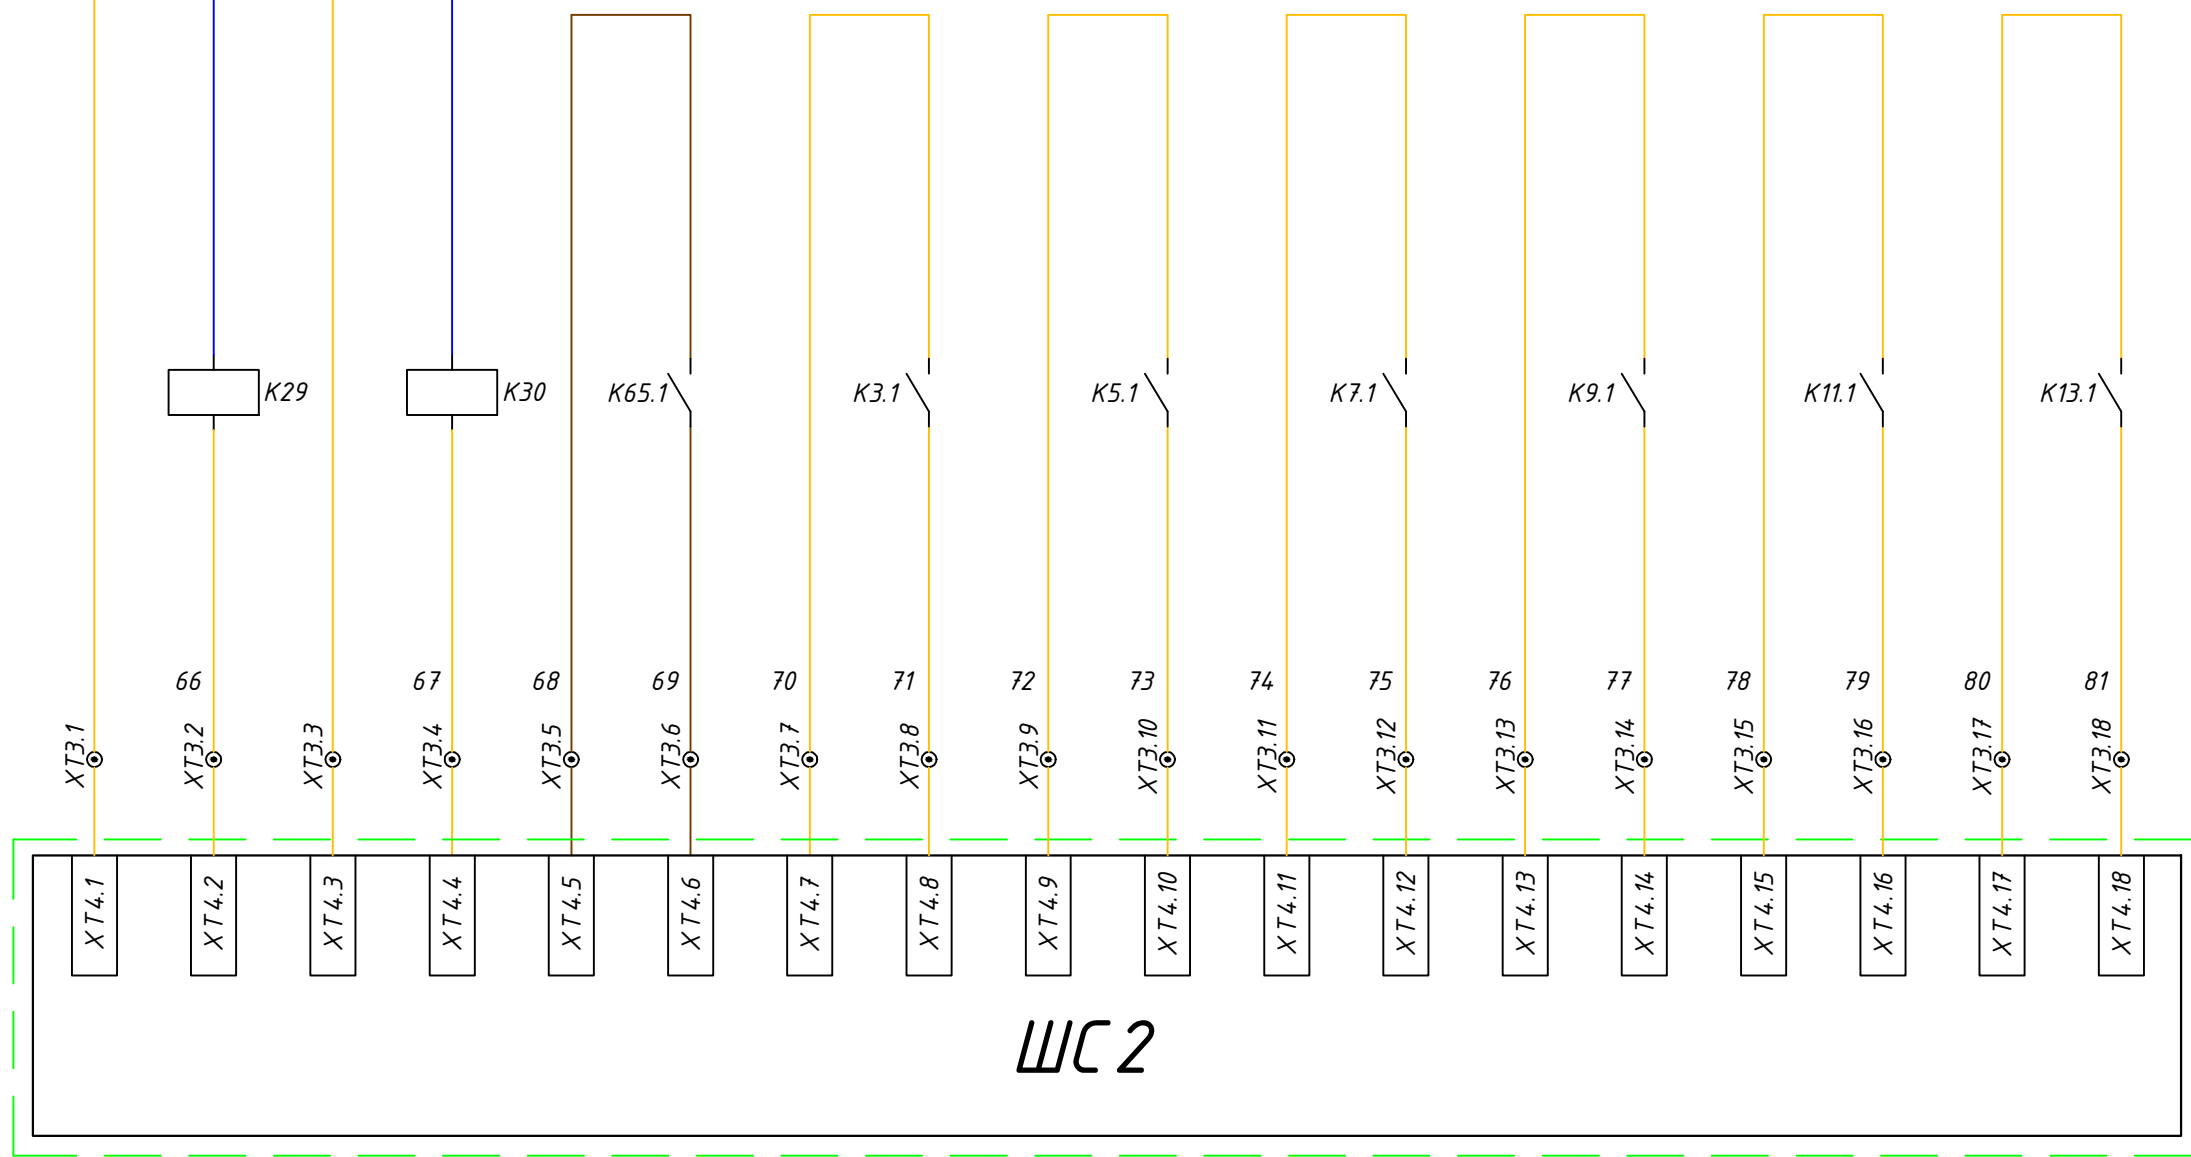 K29 K30 K65.1 K3.1 K5.1 K7.1 K9.1 K11.1 K13.1
66 67 68 69 70 71 72 73 74 75 76 77 78 79 80 81
XT3.1 XT3.2 XT3.3 XT3.4 XT3.5 XT3.6 XT3.7 XT3.8 XT3.9 XT3.10 XT3.11 XT3.12 XT3.13 XT3.14 XT3.15 XT3.16 XT3.17 XT3.18
XT4.1 XT4.2 XT4.3 XT4.4 XT4.5 XT4.6 XT4.7 XT4.8 XT4.9 XT4.10 XT4.11 XT4.12 XT4.13 XT4.14 XT4.15 XT4.16 XT4.17 XT4.18
ШС 2